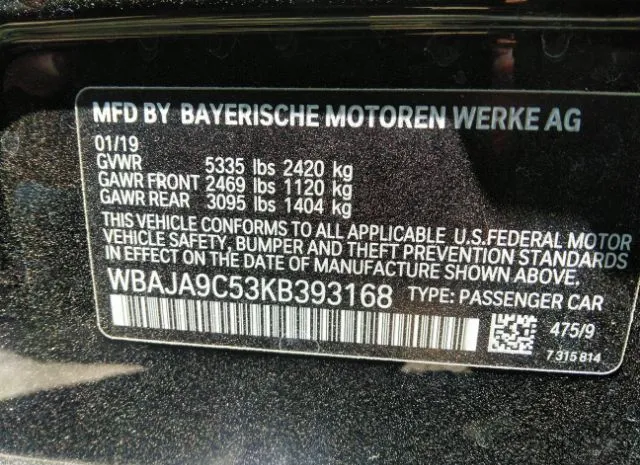 MFD BY BAYERISCHE MOTOREN WERKE AG
01/19
GVWR 5335 lbs 2420 kg
GAWR FRONT 2469 lbs 1120 kg
GAWR REAR 3095 lbs 1404 kg
THIS VEHICLE CONFORMS TO ALL APPLICABLE U.S.FEDERAL MOTOR
VEHICLE SAFETY, BUMPER AND THEFT PREVENTION STANDARDS
IN EFFECT ON THE DATE OF MANUFACTURE SHOWN ABOVE.
WBAJA9C53KB393168 TYPE: PASSENGER CAR
475/9
7 315 814